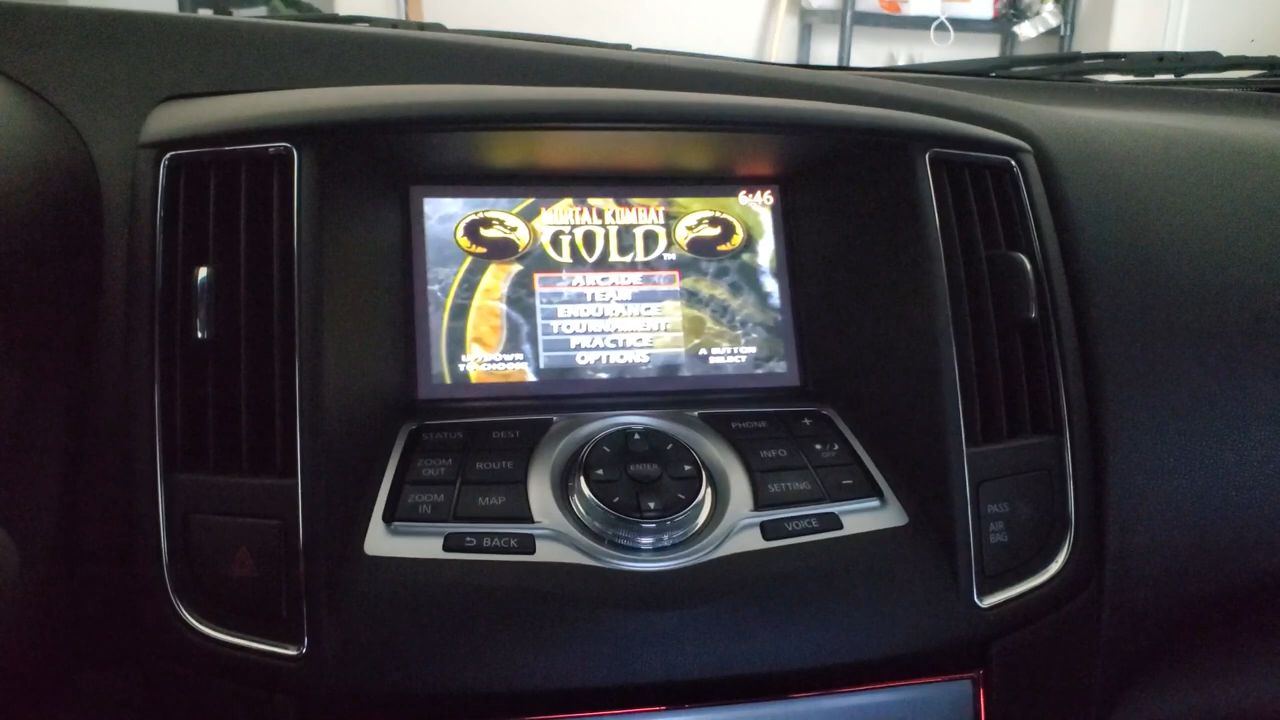 6:46
MORTAL KOMBAT
GOLD™
ARCADE
TEAM
ENDURANCE
TOURNAMENT
PRACTICE
OPTIONS
UP/DOWN
TO CHOOSE
A BUTTON
SELECT
STATUS
DEST
ZOOM
OUT
ROUTE
ZOOM
IN
MAP
BACK
ENTER
PHONE
+
INFO
OFF
SETTING
−
VOICE
PASS
AIR
BAG